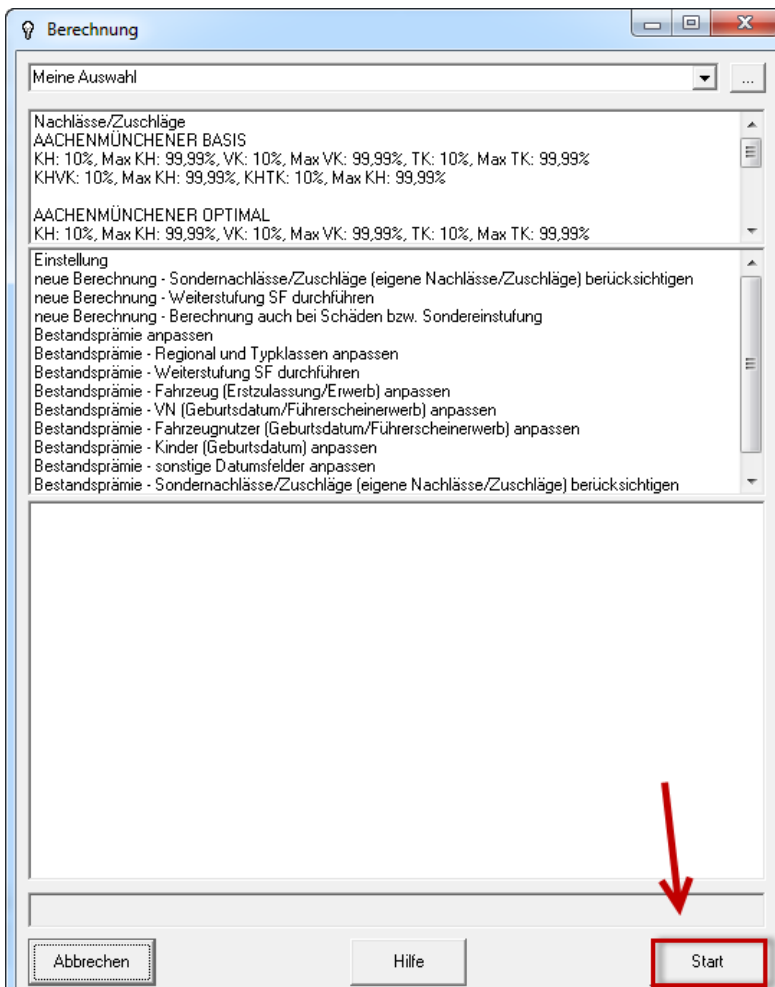 Berechnung
Meine Auswahl
...
Nachlässe/Zuschläge
AACHENMÜNCHENER BASIS
KH: 10%, Max KH: 99,99%, VK: 10%, Max VK: 99,99%, TK: 10%, Max TK: 99,99%
KHVK: 10%, Max KH: 99,99%, KHTK: 10%, Max KH: 99,99%
AACHENMÜNCHENER OPTIMAL
KH: 10%, Max KH: 99,99%, VK: 10%, Max VK: 99,99%, TK: 10%, Max TK: 99,99%
Einstellung
neue Berechnung - Sondernachlässe/Zuschläge (eigene Nachlässe/Zuschläge) berücksichtigen
neue Berechnung - Weiterstufung SF durchführen
neue Berechnung - Berechnung auch bei Schäden bzw. Sondereinstufung
Bestandsprämie anpassen
Bestandsprämie - Regional und Typklassen anpassen
Bestandsprämie - Weiterstufung SF durchführen
Bestandsprämie - Fahrzeug (Erstzulassung/Erwerb) anpassen
Bestandsprämie - VN (Geburtsdatum/Führerscheinerwerb) anpassen
Bestandsprämie - Fahrzeugnutzer (Geburtsdatum/Führerscheinerwerb) anpassen
Bestandsprämie - Kinder (Geburtsdatum) anpassen
Bestandsprämie - sonstige Datumsfelder anpassen
Bestandsprämie - Sondernachlässe/Zuschläge (eigene Nachlässe/Zuschläge) berücksichtigen
Abbrechen
Hilfe
Start